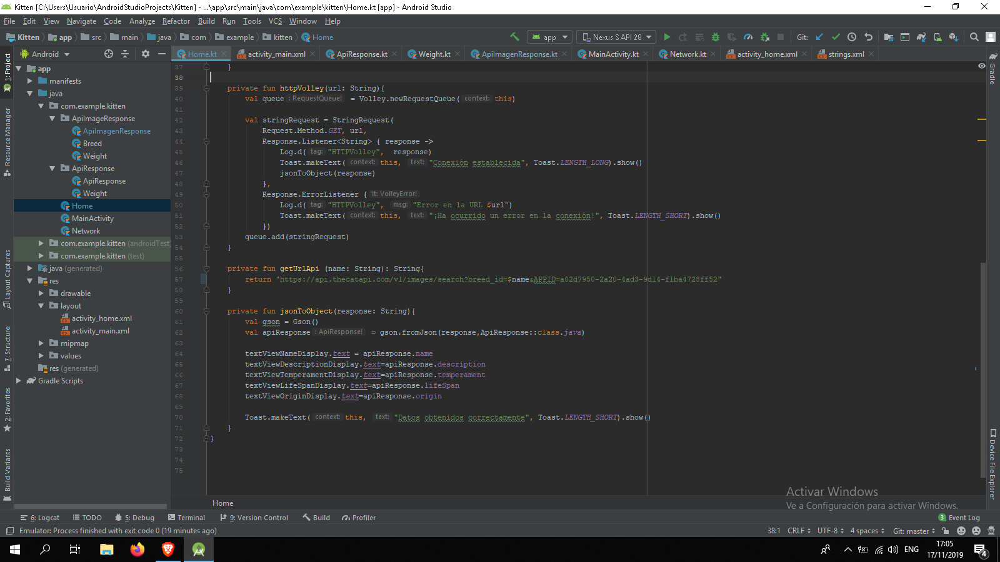 Kitten [C:\Users\Usuario\AndroidStudioProjects\Kitten] - ...\app\src\main\java\com\example\kitten\Home.kt [app] - Android Studio
File Edit View Navigate Code Analyze Refactor Build Run Tools VCS Window Help
Kitten app src main java com example kitten Home app Nexus S API 28 Git:
Android Home.kt activity_main.xml ApiResponse.kt Weight.kt ApiImagenResponse.kt MainActivity.kt Network.kt activity_home.xml strings.xml
1: Project
Resource Manager
Layout Captures
7: Structure
2: Favorites
Build Variants
app
manifests
java
com.example.kitten
ApiImageResponse
ApiImagenResponse
Breed
Weight
ApiResponse
ApiResponse
Weight
Home
MainActivity
Network
com.example.kitten (androidTest)
com.example.kitten (test)
java (generated)
res
drawable
layout
activity_home.xml
activity_main.xml
mipmap
values
res (generated)
Gradle Scripts
37 }
38
39 private fun httpVolley(url: String){
40 val queue : RequestQueue! = Volley.newRequestQueue( context: this)
41
42 val stringRequest = StringRequest(
43 Request.Method.GET, url,
44 Response.Listener<String> { response ->
45 Log.d( tag: "HTTPVolley", response)
46 Toast.makeText( context: this, text: "Conexión establecida", Toast.LENGTH_LONG).show()
47 jsonToObject(response)
48 },
49 Response.ErrorListener { it: VolleyError!
50 Log.d( tag: "HTTPVolley", msg: "Error en la URL $url")
51 Toast.makeText( context: this, text: "¡Ha ocurrido un error en la conexión!", Toast.LENGTH_SHORT).show()
52 })
53 queue.add(stringRequest)
54 }
55
56 private fun getUrlApi (name: String): String{
57 return "https://api.thecatapi.com/v1/images/search?breed_id=$name&APPID=a02d7950-2a20-4ad3-9d14-f1ba4728ff52"
58 }
59
60 private fun jsonToObject(response: String){
61 val gson = Gson()
62 val apiResponse : ApiResponse! = gson.fromJson(response,ApiResponse::class.java)
63
64 textViewNameDisplay.text = apiResponse.name
65 textViewDescriptionDisplay.text=apiResponse.description
66 textViewTemperamentDisplay.text=apiResponse.temperament
67 textViewLifeSpanDisplay.text=apiResponse.lifeSpan
68 textViewOriginDisplay.text=apiResponse.origin
69
70 Toast.makeText( context: this, text: "Datos obtenidos correctamente", Toast.LENGTH_SHORT).show()
71 }
72 }
73
74
75
Gradle
Device File Explorer
Home
Activar Windows
Ve a Configuración para activar Windows.
6: Logcat TODO 5: Debug Terminal 9: Version Control Build Profiler 3 Event Log
Emulator: Process finished with exit code 0 (19 minutes ago) 38:1 CRLF UTF-8 4 spaces Git: master
ENG 17:05
17/11/2019 4